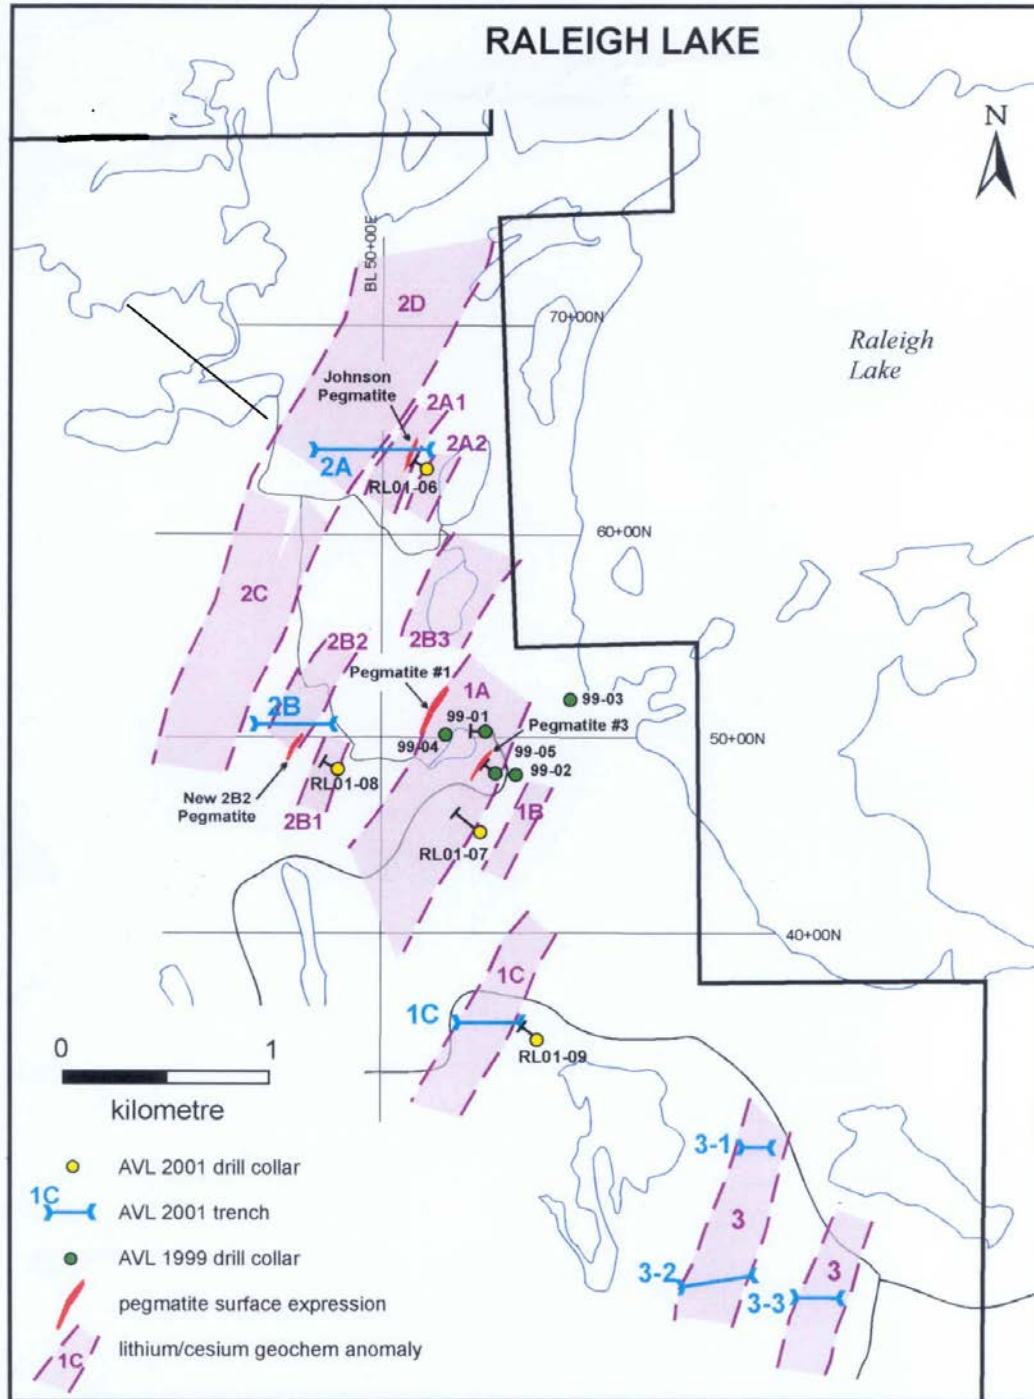 RALEIGH LAKE
N
BL 50+00E
2D
70+00N
Raleigh
Lake
Johnson
Pegmatite
2A1
2A2
2A
RL01-06
60+00N
2C
2B2
2B3
Pegmatite #1
1A
99-03
2B
99-01
Pegmatite #3
99-04
99-05
50+00N
99-02
RL01-08
New 2B2
Pegmatite
2B1
1B
RL01-07
40+00N
1C
1C
RL01-09
0 1
kilometre
3-1
3
3-2
3
3-3
AVL 2001 drill collar
1C
AVL 2001 trench
AVL 1999 drill collar
pegmatite surface expression
1C
lithium/cesium geochem anomaly